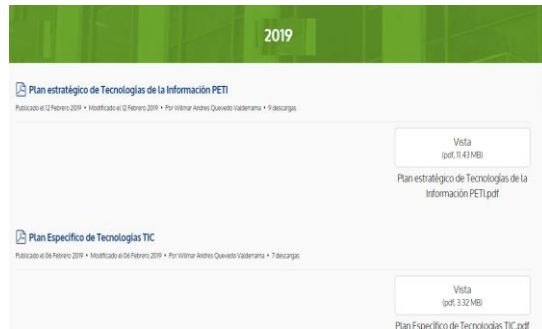 2019
Plan estratégico de Tecnologías de la Información PETI
Publicado el 12 Febrero 2019 • Modificado el 12 Febrero 2019 • Por Wilmar Andres Quevedo Valderrama • 9 descargas
Vista
(pdf, 11.43 MB)
Plan estratégico de Tecnologías de la
Información PETI.pdf
Plan Especifico de Tecnologías TIC
Publicado el 06 Febrero 2019 • Modificado el 06 Febrero 2019 • Por Wilmar Andres Quevedo Valderrama • 7 descargas
Vista
(pdf, 3.32 MB)
Plan Especifico de Tecnologías TIC.pdf